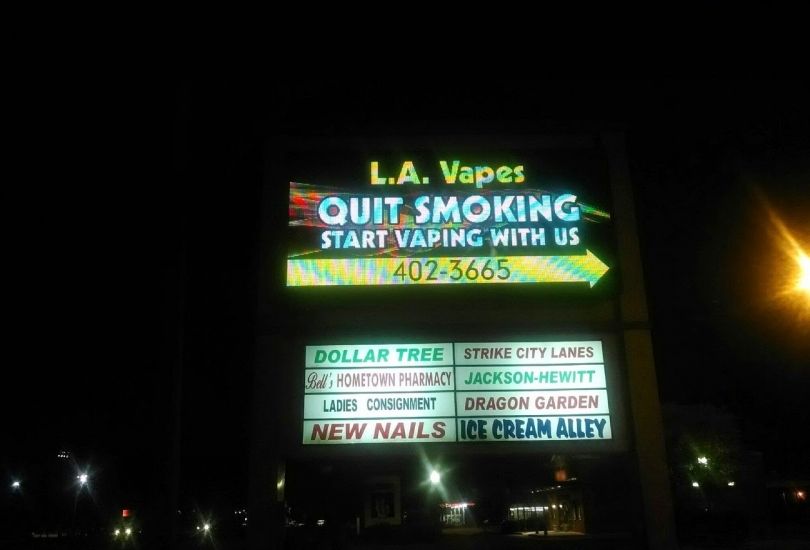 L.A. Vapes
QUIT SMOKING
START VAPING WITH US
402-3665
DOLLAR TREE
STRIKE CITY LANES
Bell's HOMETOWN PHARMACY
JACKSON-HEWITT
LADIES CONSIGNMENT
DRAGON GARDEN
NEW NAILS
ICE CREAM ALLEY